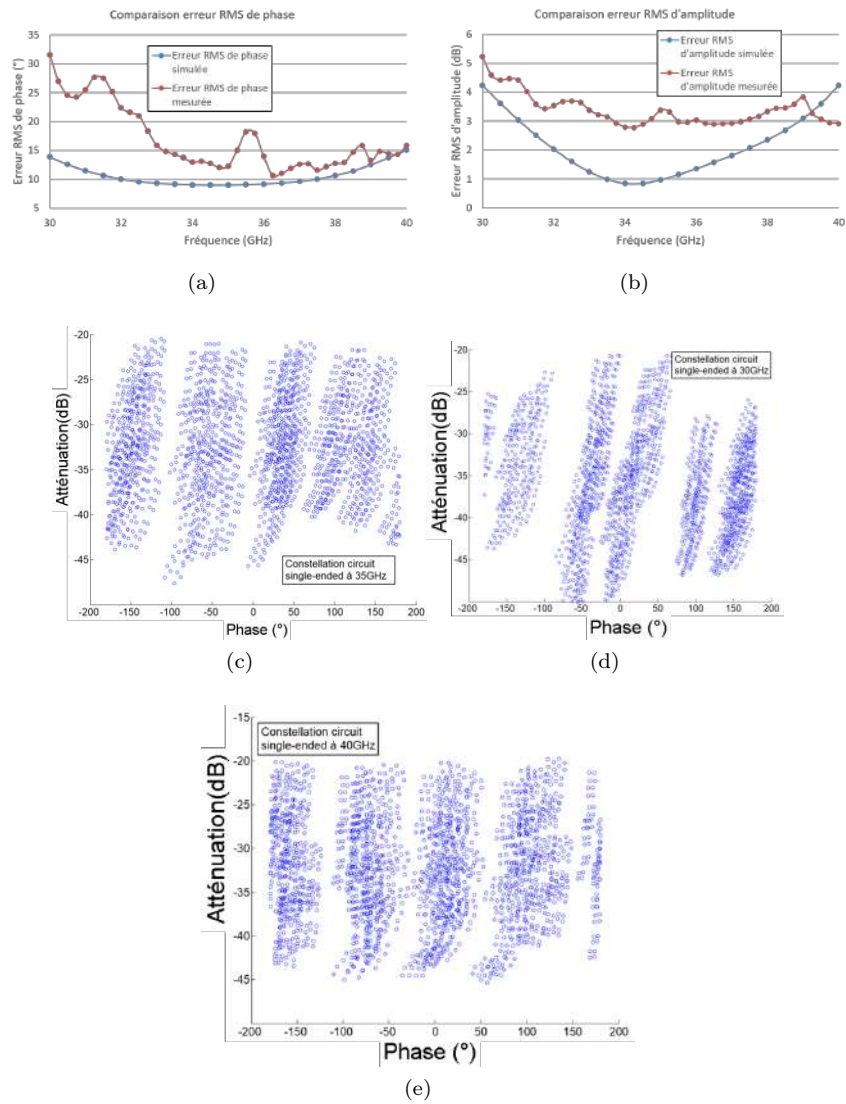 Comparaison erreur RMS de phase
35
30
25
20
15
10
5
30
32
34
36
38
40
Erreur RMS de phase (°)
Fréquence (GHz)
Erreur RMS de phase
simulée
Erreur RMS de phase
mesurée
(a)
Comparaison erreur RMS d'amplitude
6
5
4
3
2
1
0
30
32
34
36
38
40
Erreur RMS d'amplitude (dB)
Fréquence (GHz)
Erreur RMS
d'amplitude simulée
Erreur RMS
d'amplitude mesurée
(b)
-20
-25
-30
-35
-40
-45
-200
-150
-100
-50
0
50
100
150
200
Atténuation(dB)
Phase (°)
Constellation circuit
single-ended à 35GHz
(c)
-20
-25
-30
-35
-40
-45
-50
-200
-150
-100
-50
0
50
100
150
200
Atténuation(dB)
Phase (°)
Constellation circuit
single-ended à 30GHz
(d)
-15
-20
-25
-30
-35
-40
-45
-200
-150
-100
-50
0
50
100
150
200
Atténuation(dB)
Phase (°)
Constellation circuit
single-ended à 40GHz
(e)